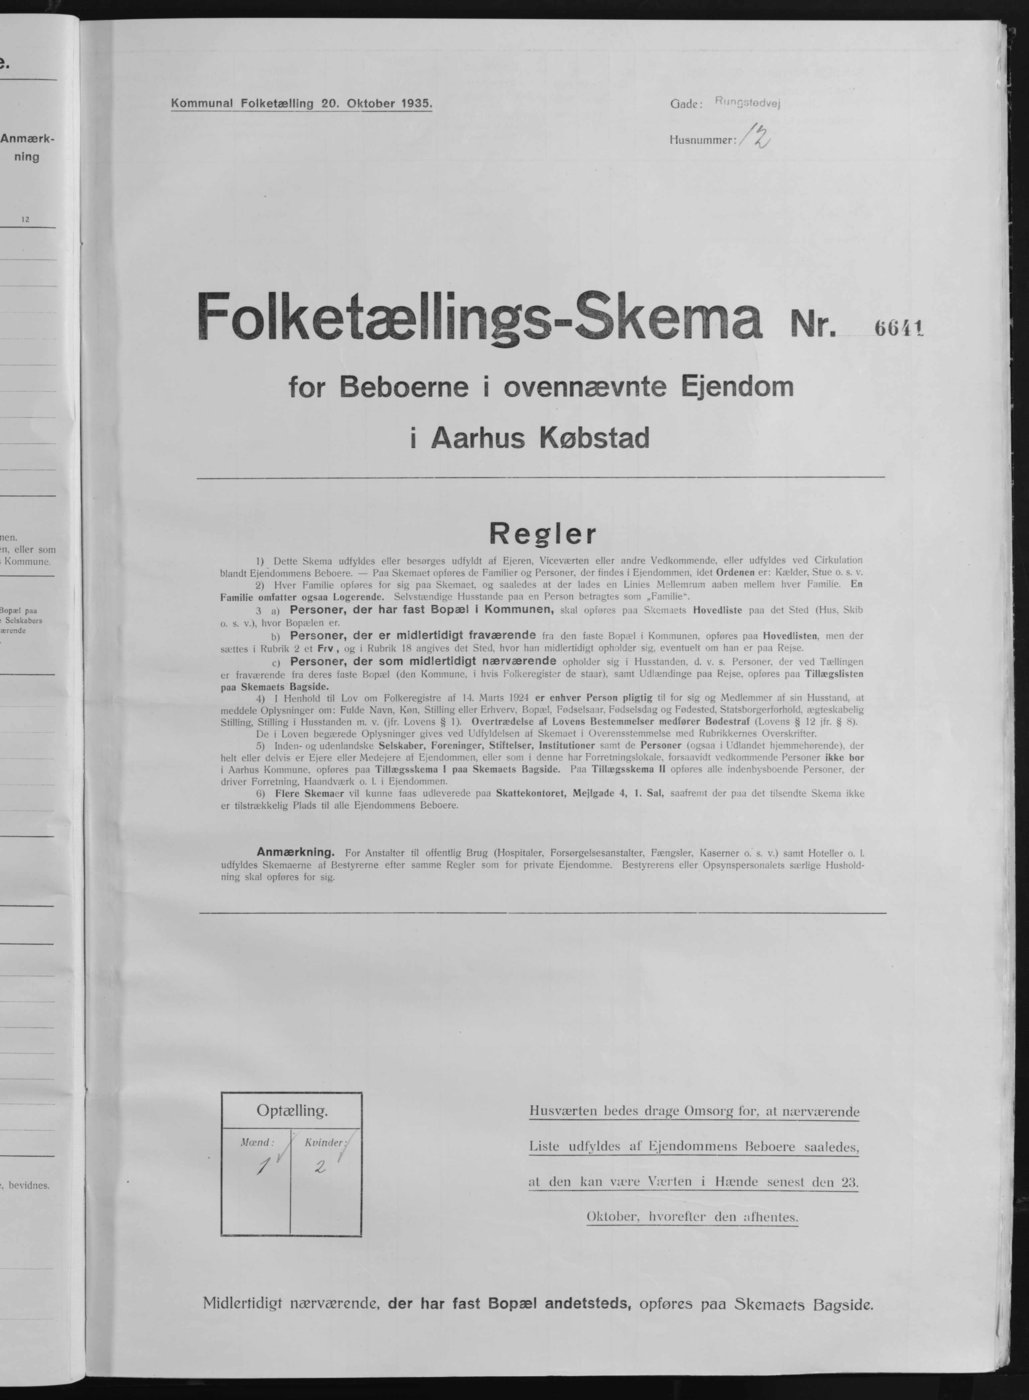 e.
Anmærk-
ning
12
nen.
en, eller som
s Kommune.
Bopæl paa
e Selskabers
ærende
e, bevidnes.
Kommunal Folketælling 20. Oktober 1935.
Gade: Rungstedvej
Husnummer: 12
Folketællings-Skema Nr. 6641
for Beboerne i ovennævnte Ejendom
i Aarhus Købstad
Regler
1) Dette Skema udfyldes eller besørges udfyldt af Ejeren, Viceværten eller andre Vedkommende, eller udfyldes ved Cirkulation
blandt Ejendommens Beboere. — Paa Skemaet opføres de Familier og Personer, der findes i Ejendommen, idet Ordenen er: Kælder, Stue o. s. v.
2) Hver Familie opføres for sig paa Skemaet, og saaledes at der lades en Linies Mellemrum aaben mellem hver Familie. En
Familie omfatter ogsaa Logerende. Selvstændige Husstande paa en Person betragtes som „Familie“.
3 a) Personer, der har fast Bopæl i Kommunen, skal opføres paa Skemaets Hovedliste paa det Sted (Hus, Skib
o. s. v.), hvor Bopælen er.
b) Personer, der er midlertidigt fraværende fra den faste Bopæl i Kommunen, opføres paa Hovedlisten, men der
sættes i Rubrik 2 et Frv., og i Rubrik 18 angives det Sted, hvor han midlertidigt opholder sig, eventuelt om han er paa Rejse.
c) Personer, der som midlertidigt nærværende opholder sig i Husstanden, d. v. s. Personer, der ved Tællingen
er fraværende fra deres faste Bopæl (den Kommune, i hvis Folkeregister de staar), samt Udlændinge paa Rejse, opføres paa Tillægslisten
paa Skemaets Bagside.
4) I Henhold til Lov om Folkeregistre af 14. Marts 1924 er enhver Person pligtig til for sig og Medlemmer af sin Husstand, at
meddele Oplysninger om: Fulde Navn, Køn, Stilling eller Erhverv, Bopæl, Fødselsaar, Fødselsdag og Fødested, Statsborgerforhold, ægteskabelig
Stilling, Stilling i Husstanden m. v. (jfr. Lovens § 1). Overtrædelse af Lovens Bestemmelser medfører Bødestraf (Lovens § 12 jfr. § 8).
De i Loven begærede Oplysninger gives ved Udfyldelsen af Skemaet i Overensstemmelse med Rubrikkernes Overskrifter.
5) Inden- og udenlandske Selskaber, Foreninger, Stiftelser, Institutioner samt de Personer (ogsaa i Udlandet hjemmehørende), der
helt eller delvis er Ejere eller Medejere af Ejendommen, eller som i denne har Forretningslokale, forsaavidt vedkommende Personer ikke bor
i Aarhus Kommune, opføres paa Tillægsskema I paa Skemaets Bagside. Paa Tillægsskema II opføres alle indenbysboende Personer, der
driver Forretning, Haandværk o. l. i Ejendommen.
6) Flere Skemaer vil kunne faas udleverede paa Skattekontoret, Mejlgade 4, 1. Sal, saafremt der paa det tilsendte Skema ikke
er tilstrækkelig Plads til alle Ejendommens Beboere.
Anmærkning. For Anstalter til offentlig Brug (Hospitaler, Forsørgelsesanstalter, Fængsler, Kaserner o. s. v.) samt Hoteller o. l.
udfyldes Skemaerne af Bestyrerne efter samme Regler som for private Ejendomme. Bestyrerens eller Opsynspersonalets særlige Hushold-
ning skal opføres for sig.
Optælling.
Mænd: Kvinder:
1 2
Husværten bedes drage Omsorg for, at nærværende
Liste udfyldes af Ejendommens Beboere saaledes,
at den kan være Værten i Hænde senest den 23.
Oktober, hvorefter den afhentes.
Midlertidigt nærværende, der har fast Bopæl andetsteds, opføres paa Skemaets Bagside.